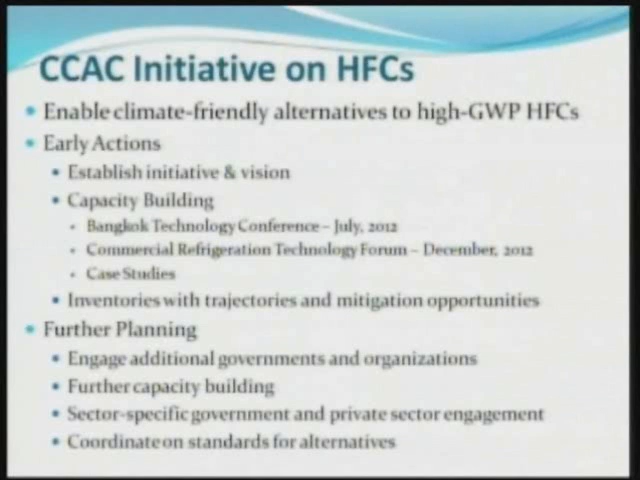 CCAC Initiative on HFCs
Enable climate-friendly alternatives to high-GWP HFCs
Early Actions
Establish initiative & vision
Capacity Building
Bangkok Technology Conference – July, 2012
Commercial Refrigeration Technology Forum – December, 2012
Case Studies
Inventories with trajectories and mitigation opportunities
Further Planning
Engage additional governments and organizations
Further capacity building
Sector-specific government and private sector engagement
Coordinate on standards for alternatives